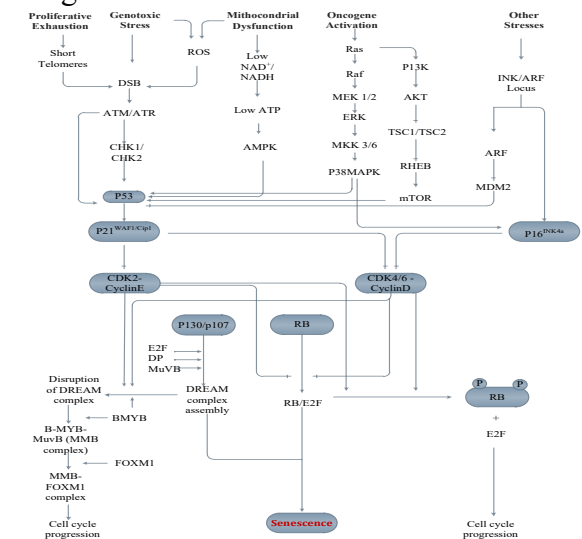 Proliferative
Exhaustion
Genotoxic
Stress
Mithocondrial
Dysfunction
Oncogene
Activation
Other
Stresses
Short
Telomeres
ROS
Low
NAD+/
NADH
Ras
P13K
INK/ARF
Locus
DSB
Raf
MEK 1/2
AKT
ATM/ATR
Low ATP
ERK
TSC1/TSC2
CHK1/
CHK2
AMPK
MKK 3/6
ARF
P38MAPK
RHEB
MDM2
P53
mTOR
P21WAF1/Cip1
P16INK4a
CDK2-
CyclinE
CDK4/6 -
CyclinD
P130/p107
RB
E2F
DP
MuVB
Disruption
of DREAM
complex
DREAM
complex
assembly
RB/E2F
P
P
RB
+
E2F
BMYB
B-MYB-
MuvB (MMB
complex)
FOXM1
MMB-
FOXM1
complex
Cell cycle
progression
Senescence
Cell cycle
progression